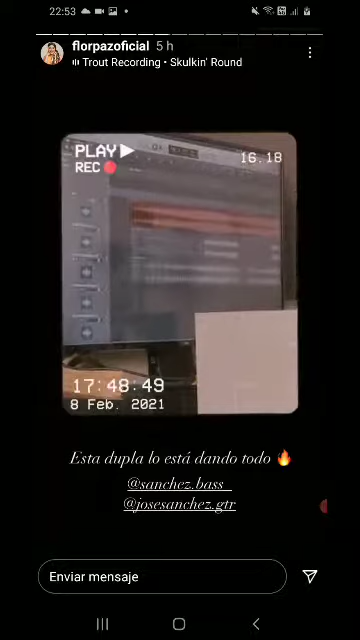 22:53
florpazoficial 5 h
Trout Recording • Skulkin' Round
PLAY
REC
16.18
17:48:49
8 Feb. 2021
Esta dupla lo está dando todo 🔥
@sanchez.bass_
@josesanchez.gtr
Enviar mensaje